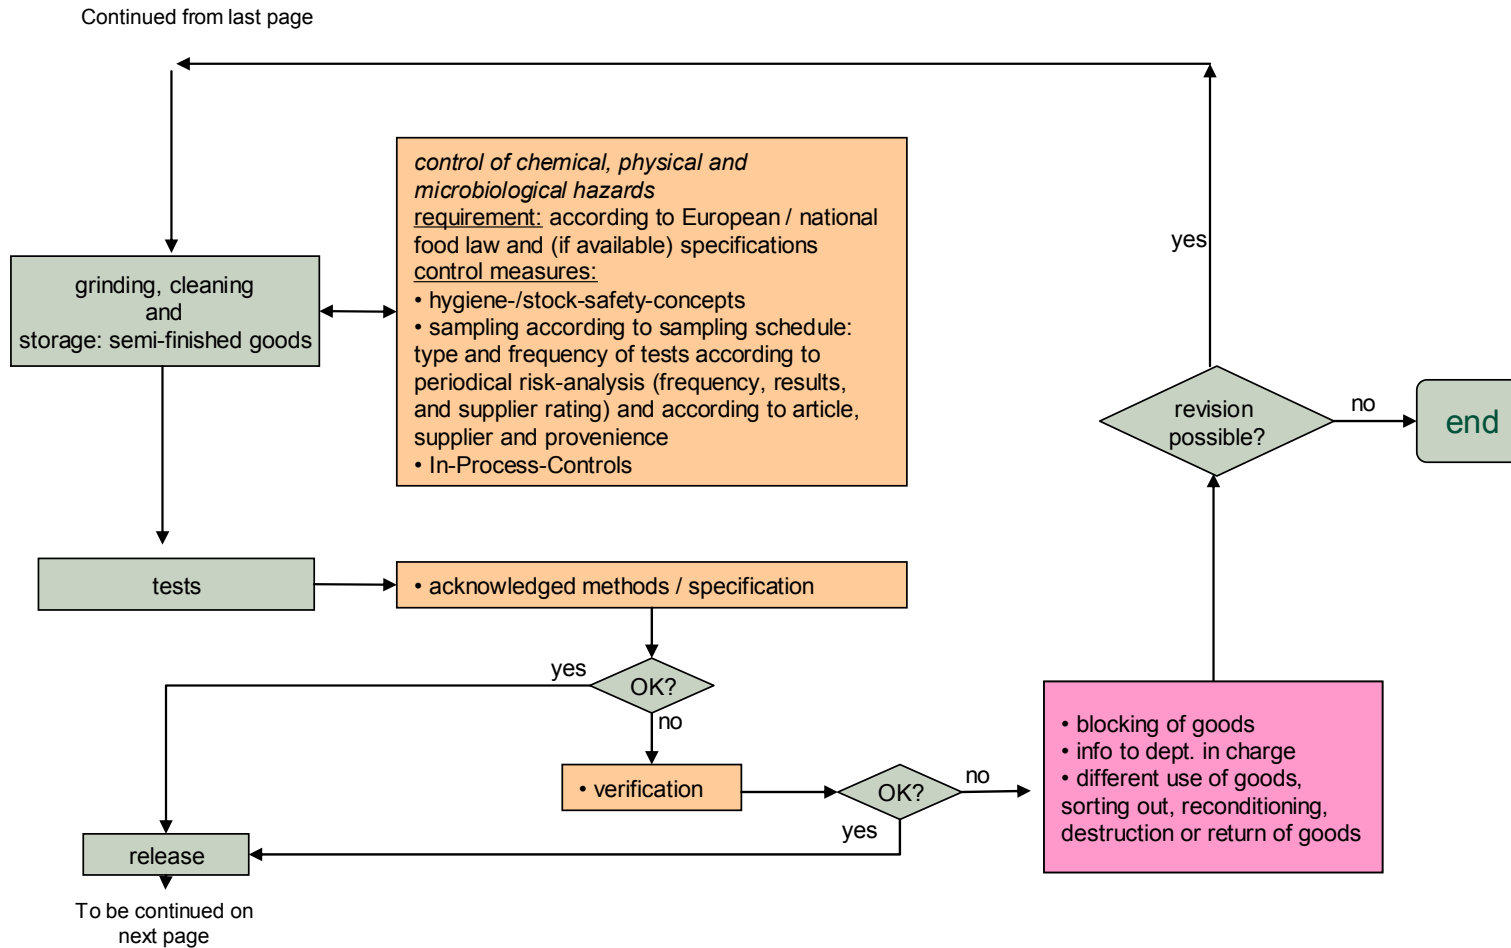 Continued from last page
control of chemical, physical and
microbiological hazards
requirement: according to European / national
food law and (if available) specifications
control measures:
• hygiene-/stock-safety-concepts
• sampling according to sampling schedule:
type and frequency of tests according to
periodical risk-analysis (frequency, results,
and supplier rating) and according to article,
supplier and provenience
• In-Process-Controls
grinding, cleaning
and
storage: semi-finished goods
yes
revision
possible?
no
end
tests
• acknowledged methods / specification
yes
OK?
no
• verification
OK?
no
yes
• blocking of goods
• info to dept. in charge
• different use of goods,
sorting out, reconditioning,
destruction or return of goods
release
To be continued on
next page